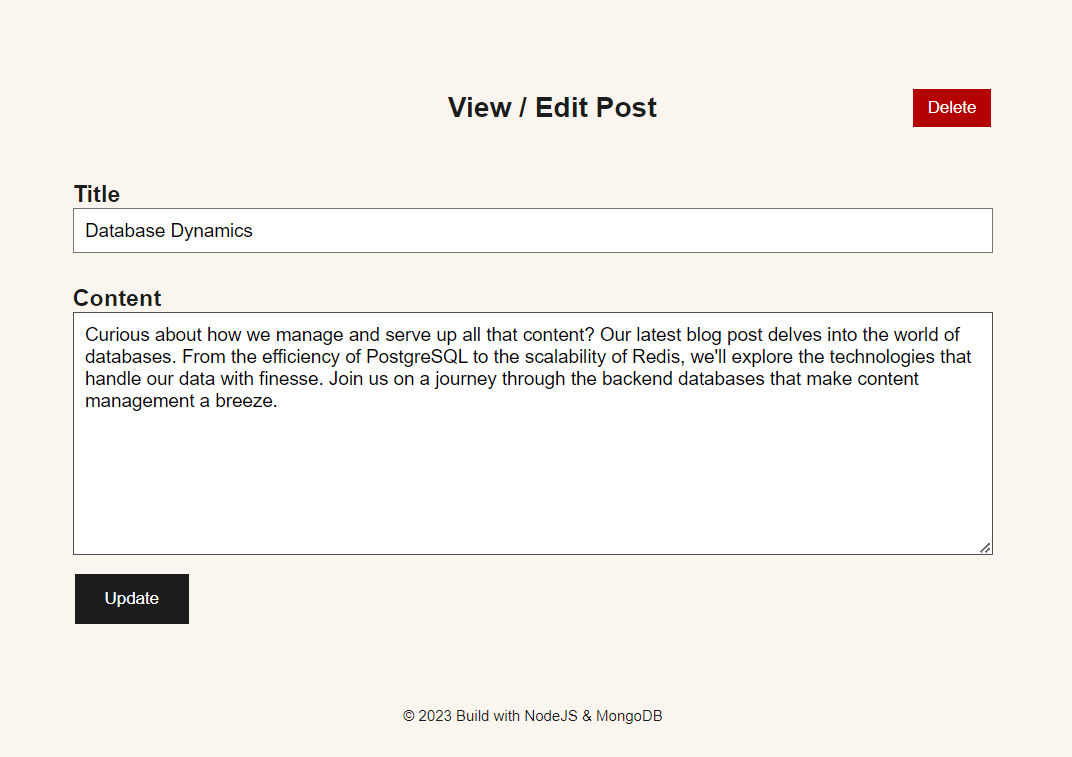 View / Edit Post
Delete
Title
Database Dynamics
Content
Curious about how we manage and serve up all that content? Our latest blog post delves into the world of
databases. From the efficiency of PostgreSQL to the scalability of Redis, we'll explore the technologies that
handle our data with finesse. Join us on a journey through the backend databases that make content
management a breeze.
Update
© 2023 Build with NodeJS & MongoDB